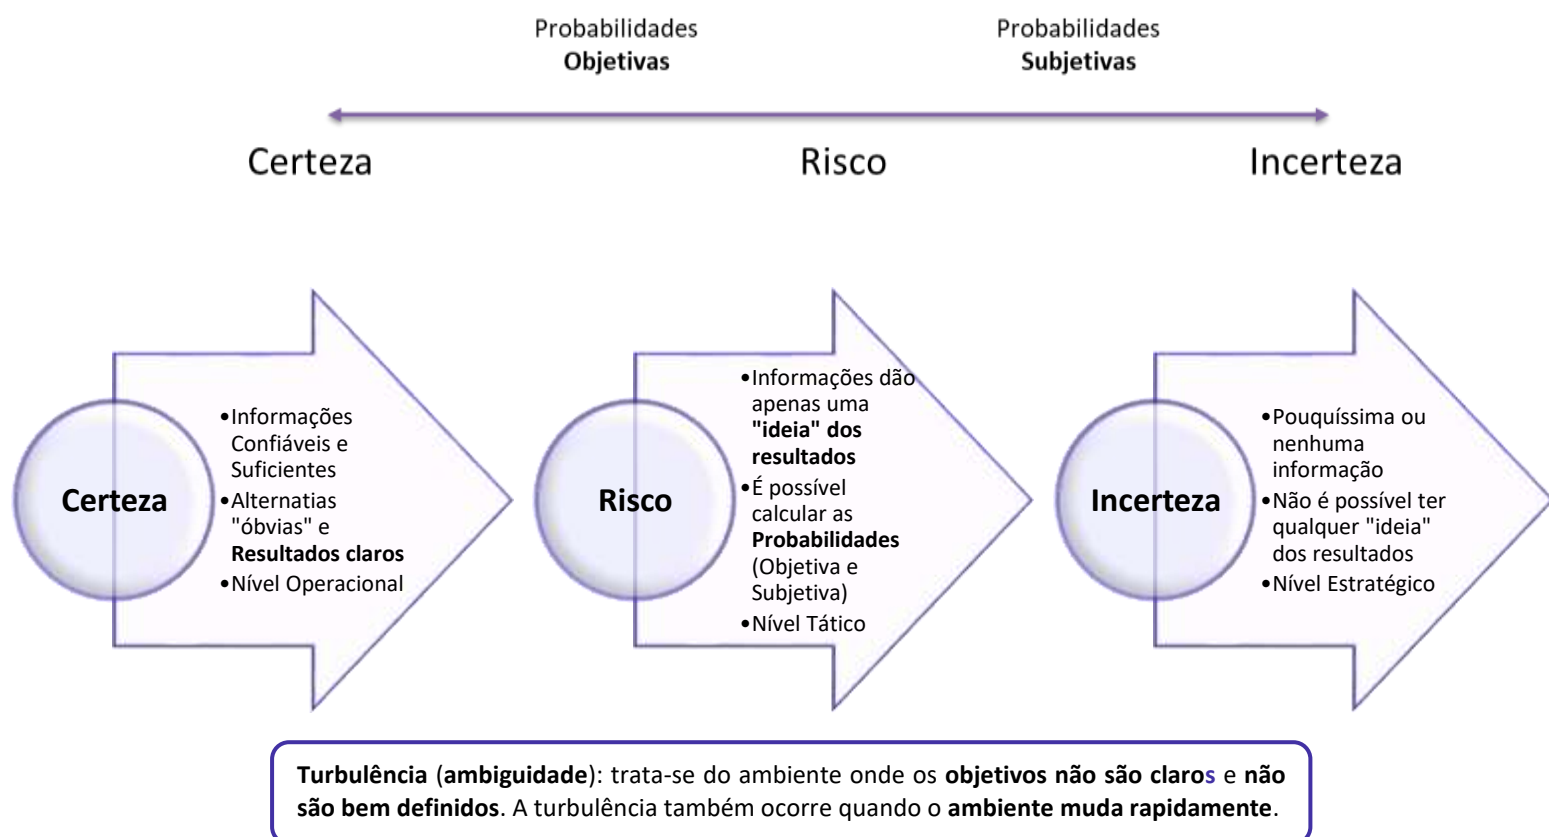 Probabilidades
Objetivas
Probabilidades
Subjetivas
Certeza
Risco
Incerteza
Certeza
•Informações
Confiáveis e
Suficientes
•Alternatias
"óbvias" e
Resultados claros
•Nível Operacional
Risco
•Informações dão
apenas uma
"ideia" dos
resultados
•É possível
calcular as
Probabilidades
(Objetiva e
Subjetiva)
•Nível Tático
Incerteza
•Pouquíssima ou
nenhuma
informação
•Não é possível ter
qualquer "ideia"
dos resultados
•Nível Estratégico
Turbulência (ambiguidade): trata-se do ambiente onde os objetivos não são claros e não
são bem definidos. A turbulência também ocorre quando o ambiente muda rapidamente.